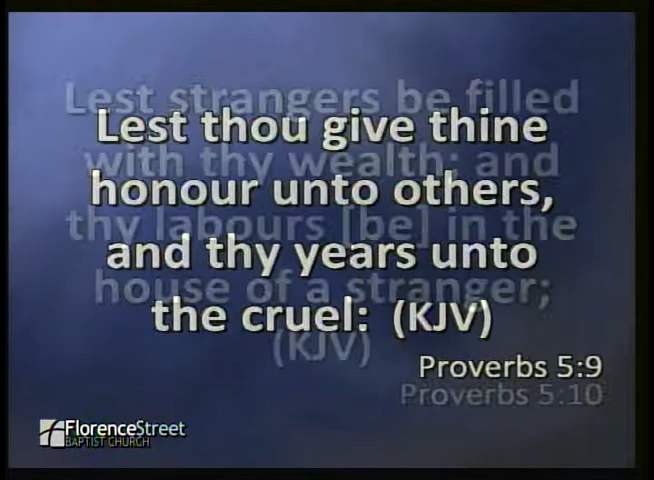 Lest strangers be filled
Lest thou give thine
with thy wealth; and
honour unto others,
thy labours [be] in the
and thy years unto
house of a stranger;
the cruel: (KJV)
(KJV)
Proverbs 5:9
Proverbs 5:10
FlorenceStreet
BAPTIST CHURCH